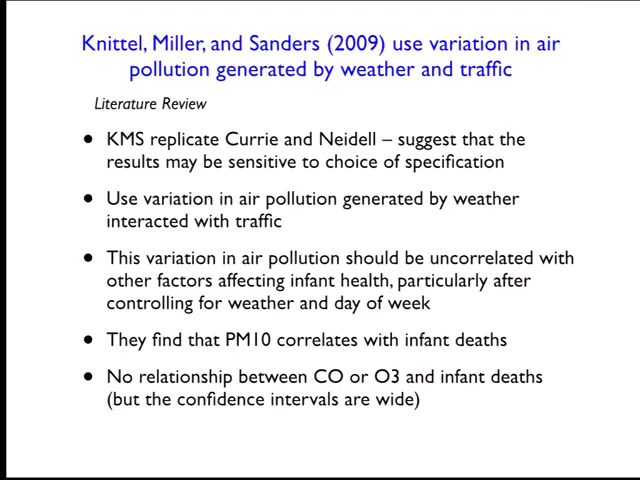 Knittel, Miller, and Sanders (2009) use variation in air
pollution generated by weather and traffic
Literature Review
• KMS replicate Currie and Neidell – suggest that the
results may be sensitive to choice of specification
• Use variation in air pollution generated by weather
interacted with traffic
• This variation in air pollution should be uncorrelated with
other factors affecting infant health, particularly after
controlling for weather and day of week
• They find that PM10 correlates with infant deaths
• No relationship between CO or O3 and infant deaths
(but the confidence intervals are wide)